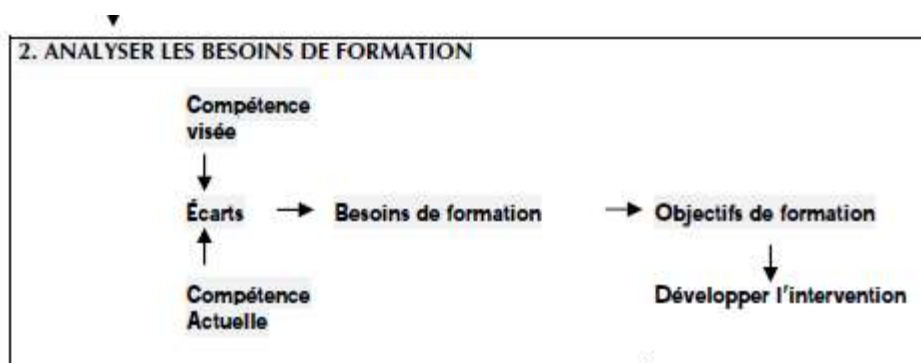 2. ANALYSER LES BESOINS DE FORMATION
Compétence
visée
Écarts
Besoins de formation
Objectifs de formation
Compétence
Actuelle
Développer l'intervention